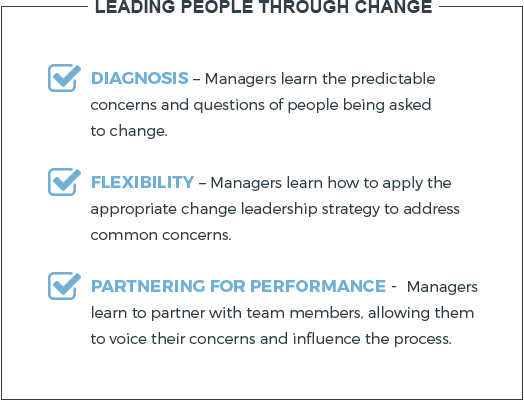 LEADING PEOPLE THROUGH CHANGE
DIAGNOSIS – Managers learn the predictable
concerns and questions of people being asked
to change.
FLEXIBILITY – Managers learn how to apply the
appropriate change leadership strategy to address
common concerns.
PARTNERING FOR PERFORMANCE - Managers
learn to partner with team members, allowing them
to voice their concerns and influence the process.